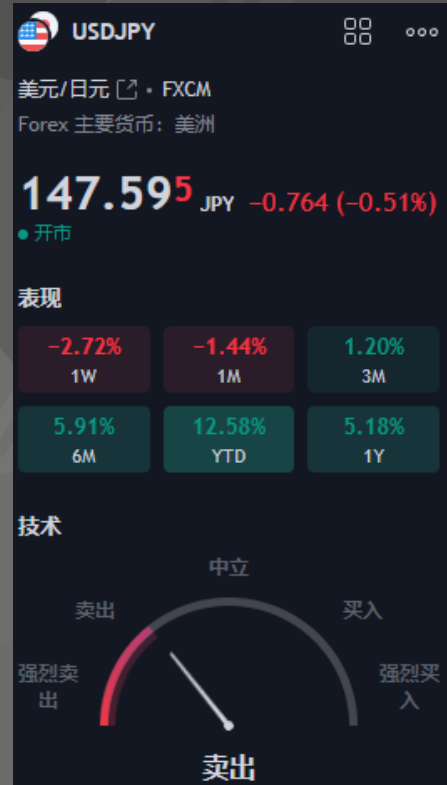 USDJPY
美元/日元 • FXCM
Forex 主要货币：美洲
147.595 JPY −0.764 (−0.51%)
开市
表现
−2.72% −1.44% 1.20%
1W 1M 3M
5.91% 12.58% 5.18%
6M YTD 1Y
技术
中立
卖出 买入
强烈卖 强烈买
出 入
卖出